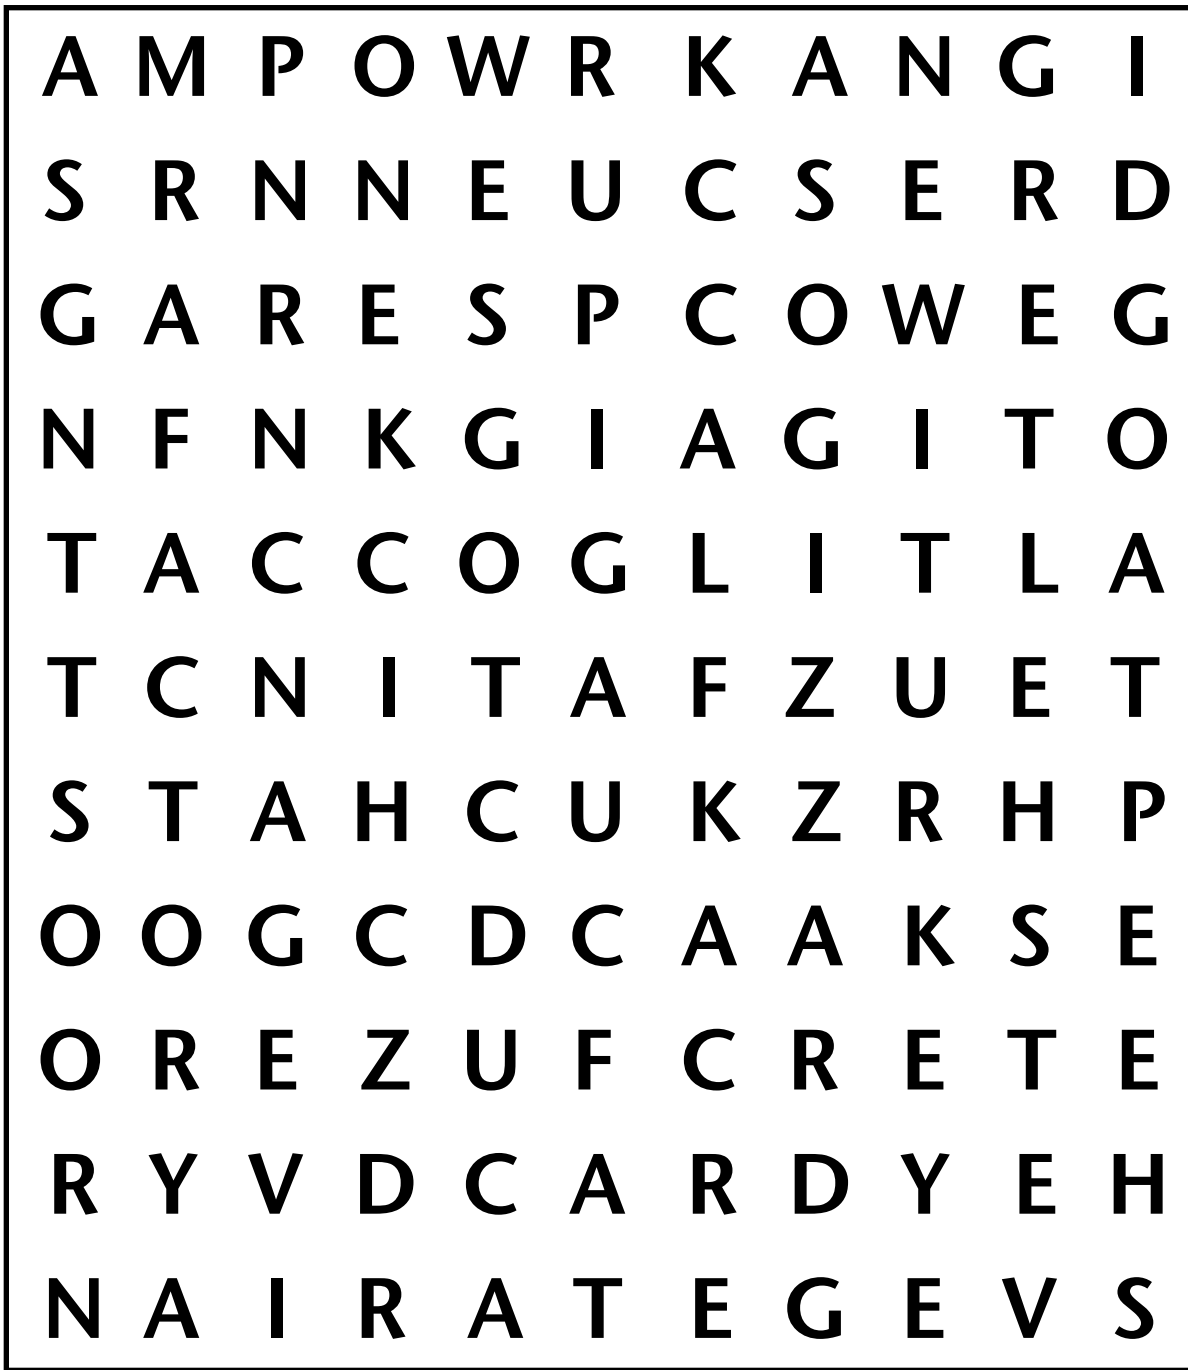 A M P O W R K A N G I
S R N N E U C S E R D
G A R E S P C O W E G
N F N K G I A G I T O
T A C C O G L I T L A
T C N I T A F Z U E T
S T A H C U K Z R H P
O O G C D C A A K S E
O R E Z U F C R E T E
R Y V D C A R D Y E H
N A I R A T E G E V S